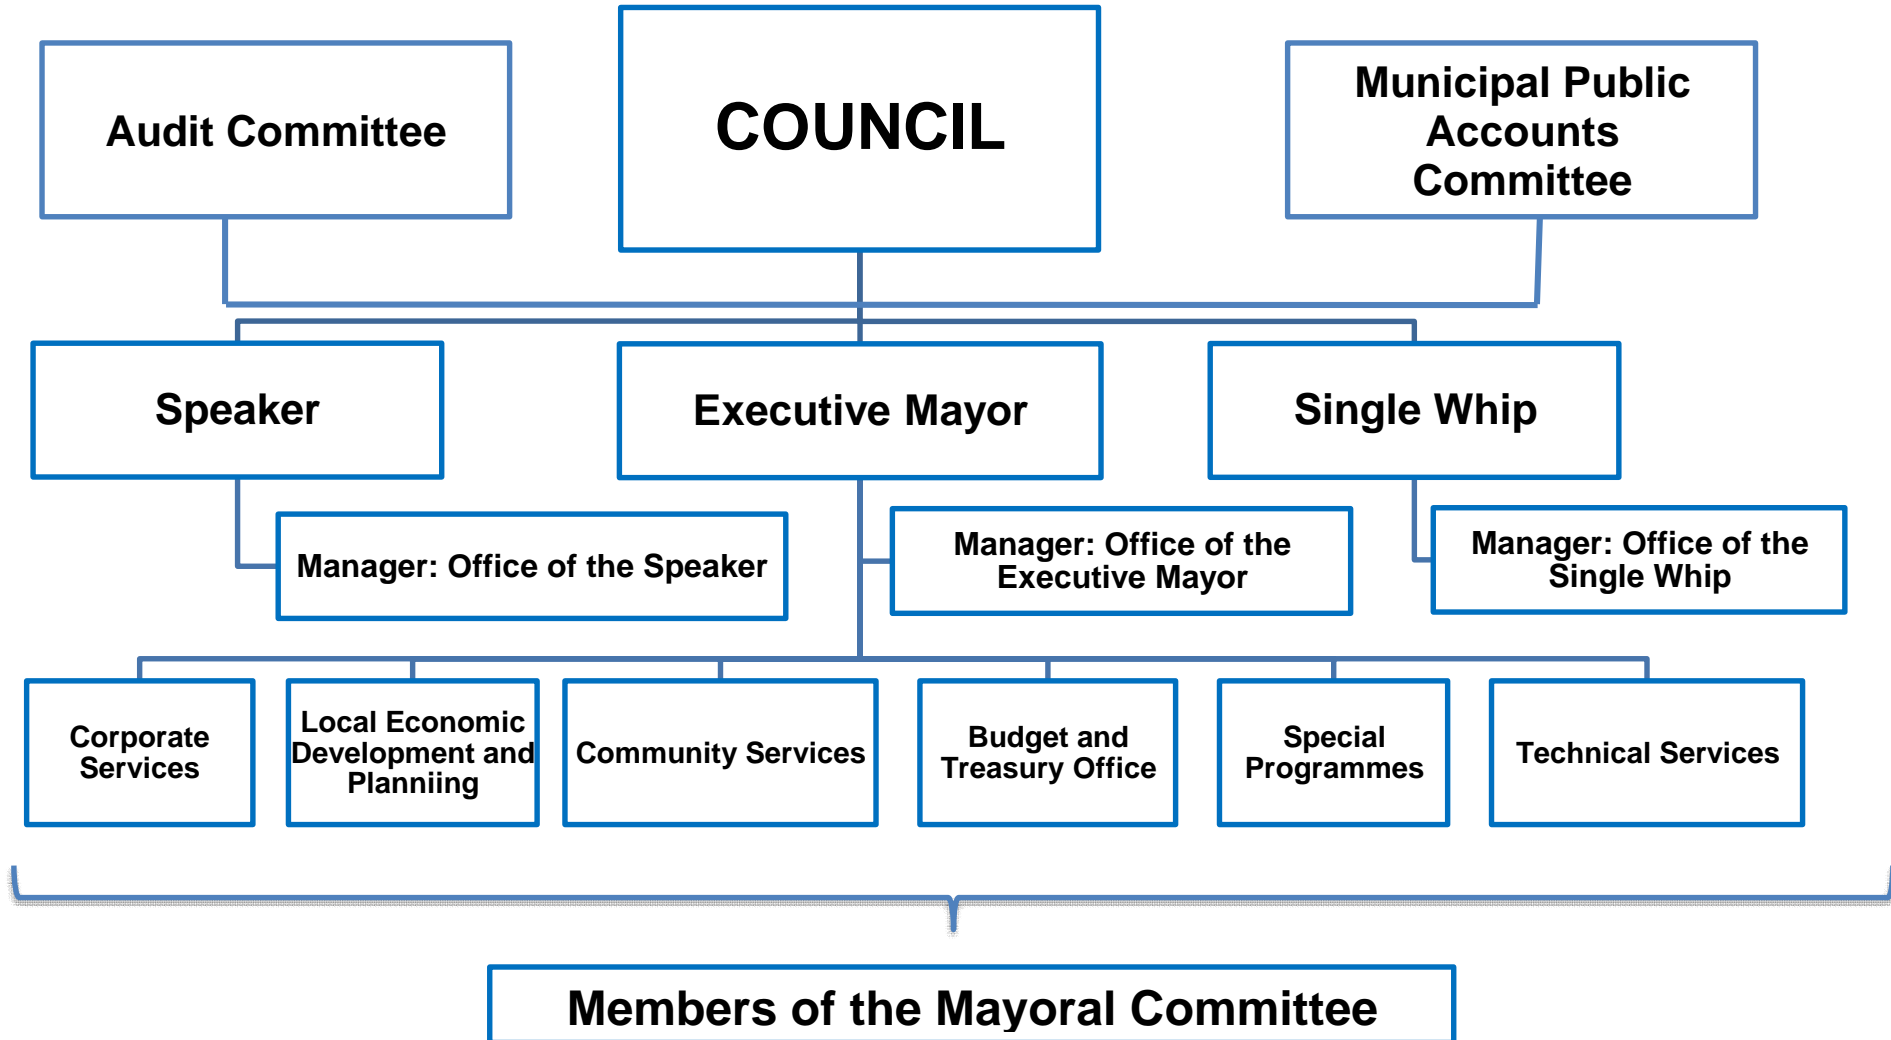 Audit Committee
COUNCIL
Municipal Public
Accounts
Committee
Speaker
Executive Mayor
Single Whip
Manager: Office of the Speaker
Manager: Office of the
Executive Mayor
Manager: Office of the
Single Whip
Corporate
Services
Local Economic
Development and
Planniing
Community Services
Budget and
Treasury Office
Special
Programmes
Technical Services
Members of the Mayoral Committee